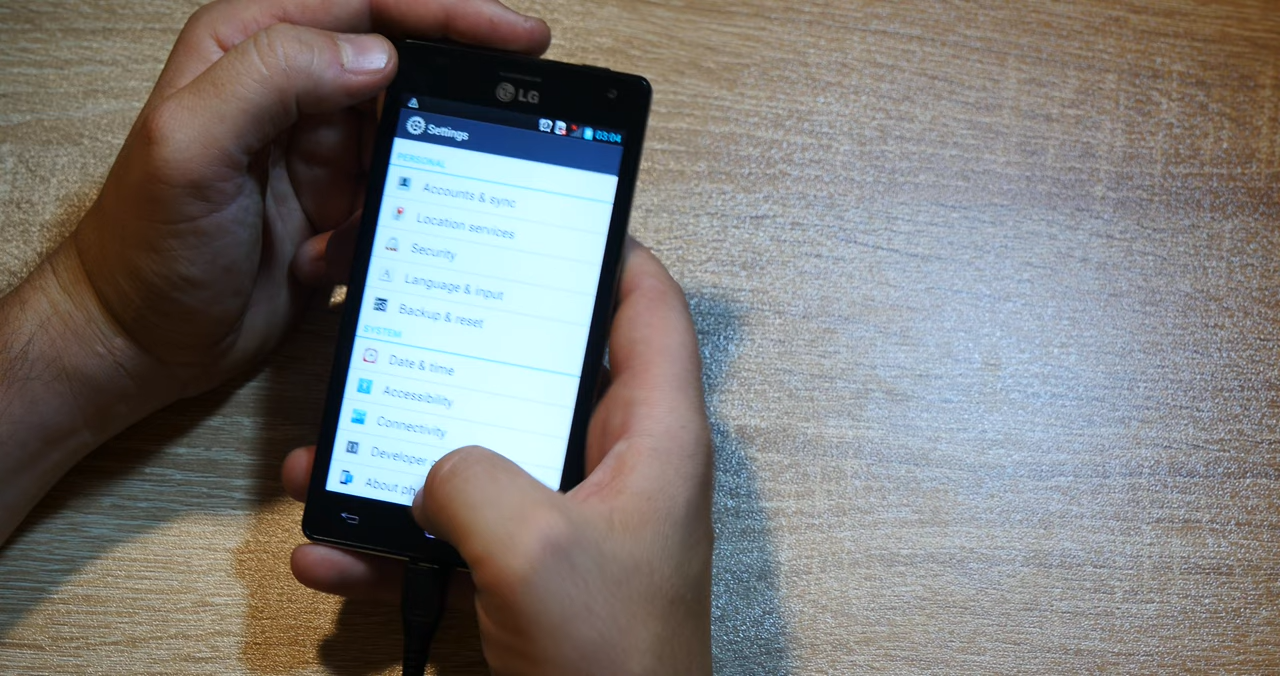 LG
03:04
Settings
PERSONAL
Accounts & sync
Location services
Security
A
Language & input
Backup & reset
SYSTEM
Date & time
Accessibility
Connectivity
Developer
About ph